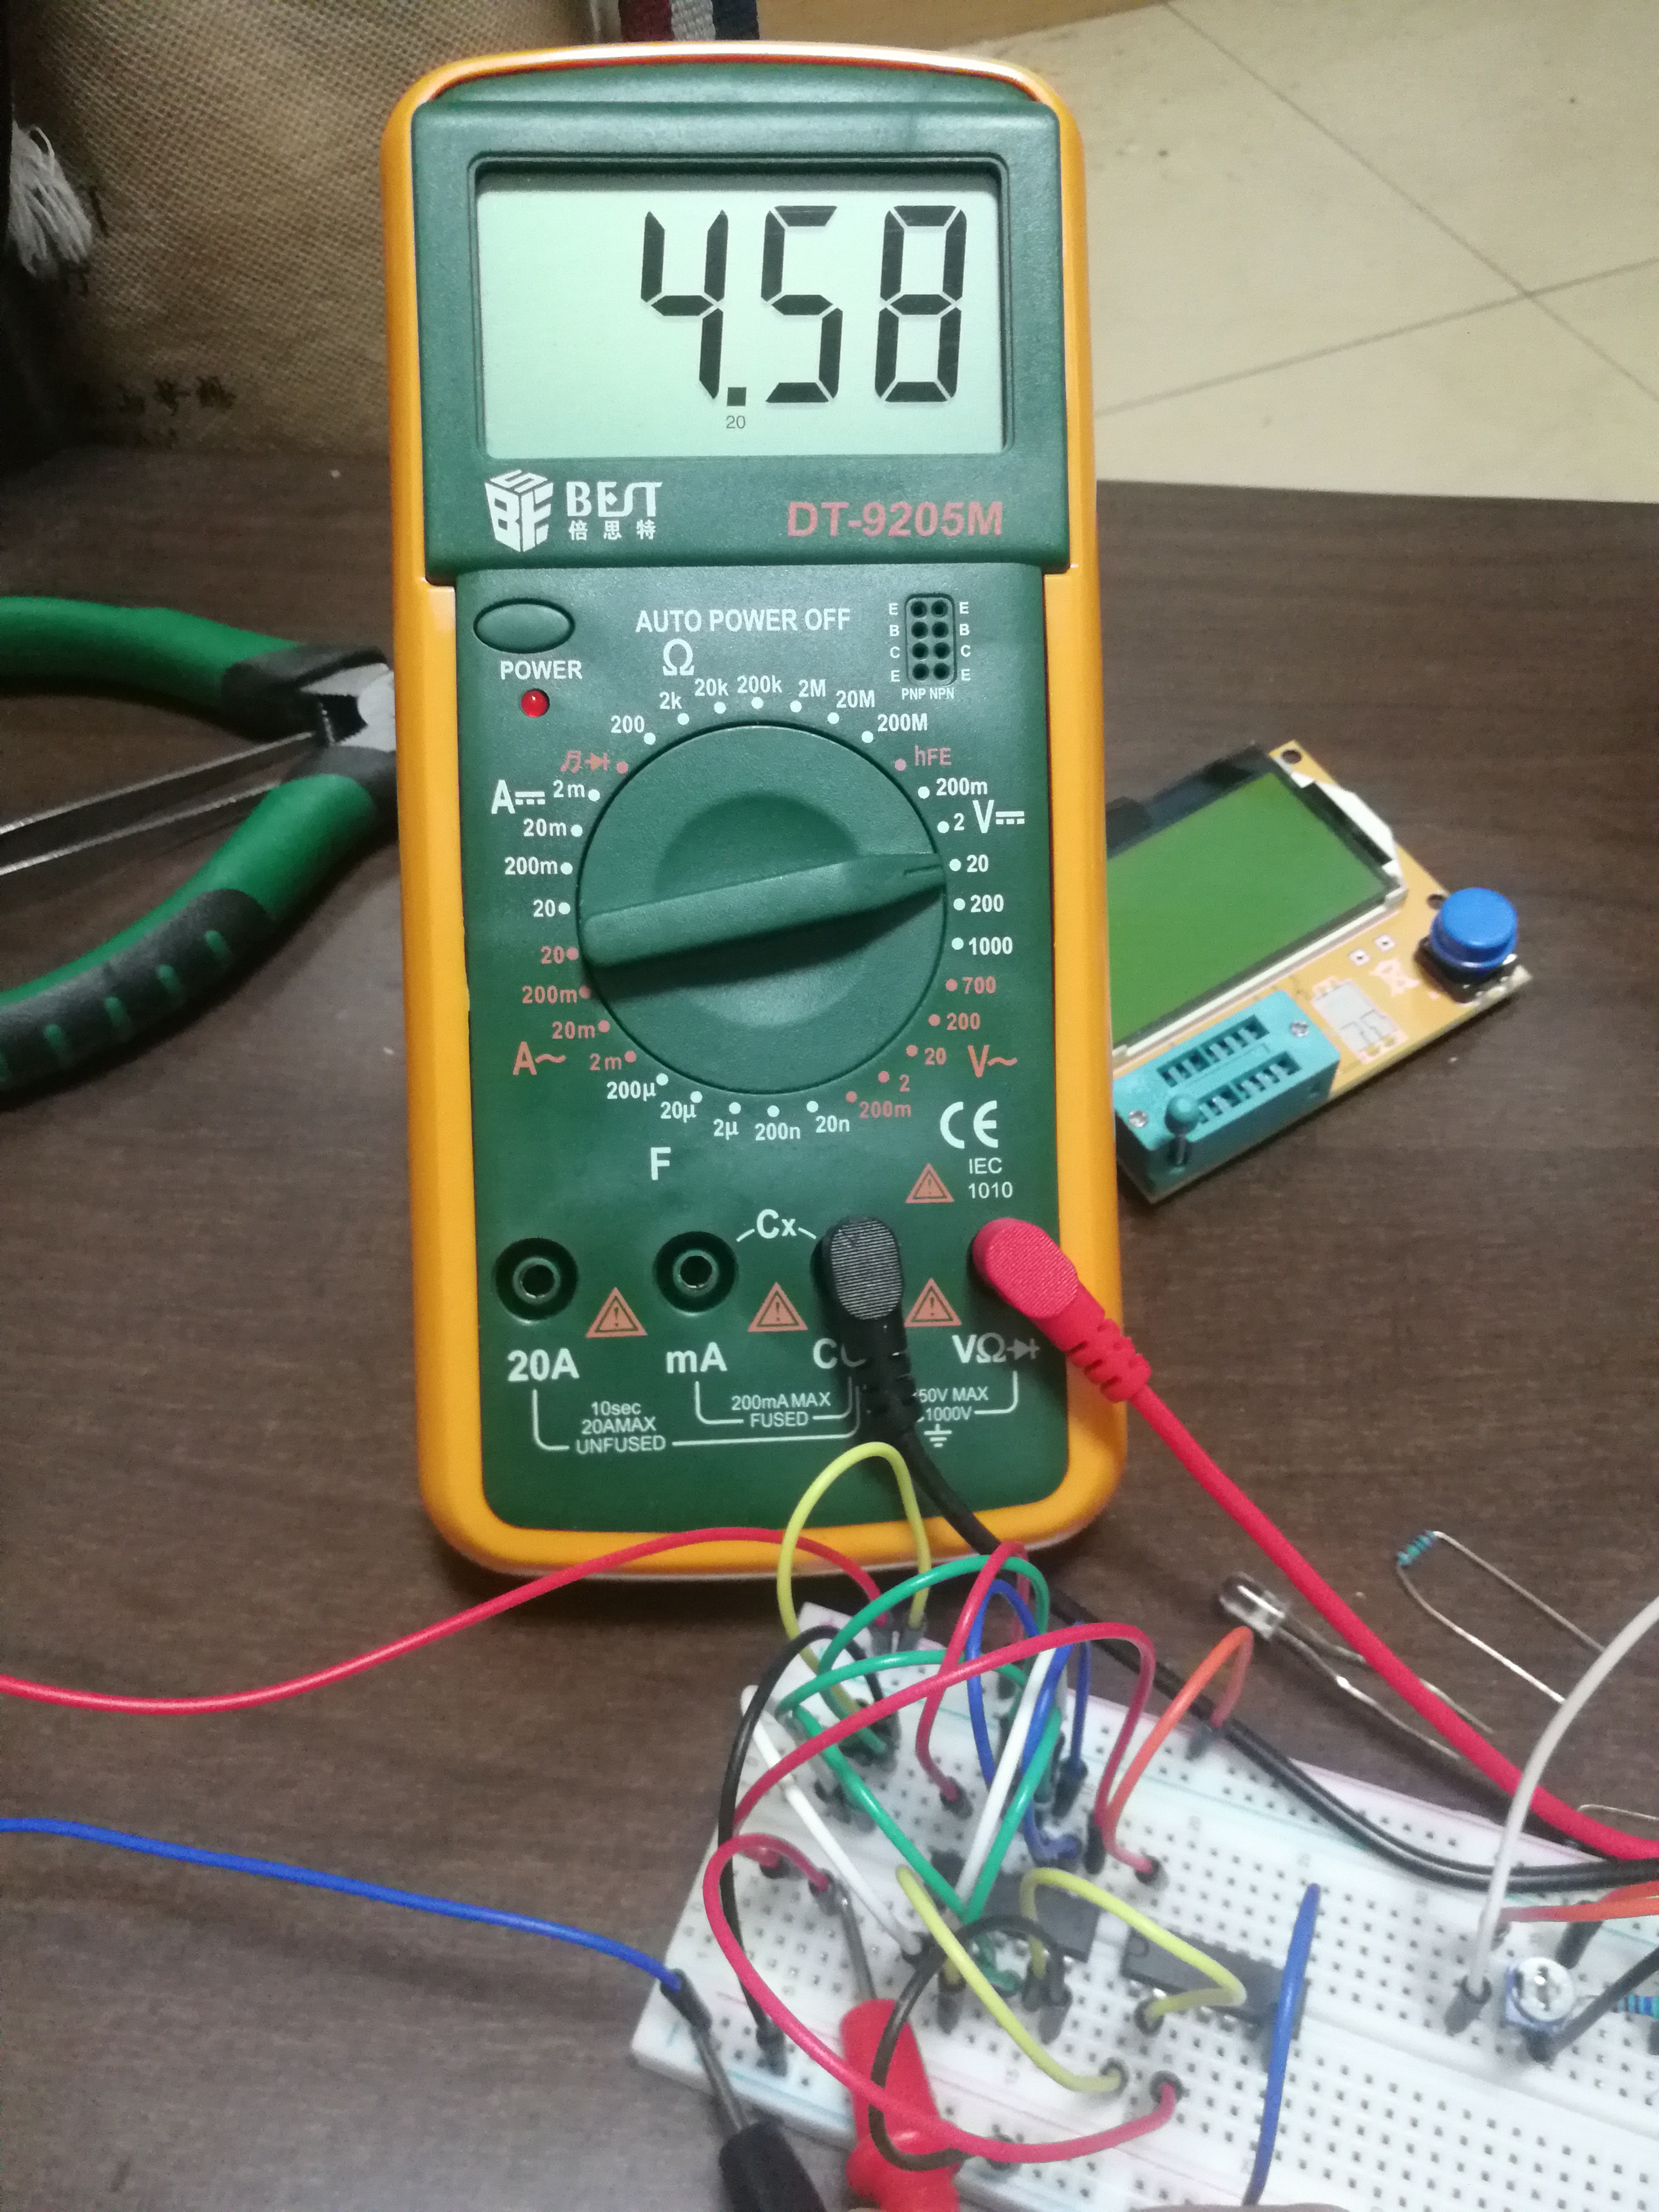 4.58
20
BEST
倍思特
DT-9205M
AUTO POWER OFF
POWER
Ω
200
2k
20k
200k
2M
20M
200M
hFE
E E
B B
C C
E E
PNP NPN
200m
2
V
20
200
1000
700
200
20
2
200m
V~
A
2m
20m
200m
20
20
200m
20m
2m
A~
200µ
20µ
2µ
200n
20n
F
CE
IEC
1010
Cx
20A
mA
VΩ
10sec
20AMAX
UNFUSED
200mA MAX
FUSED
50V MAX
1000V